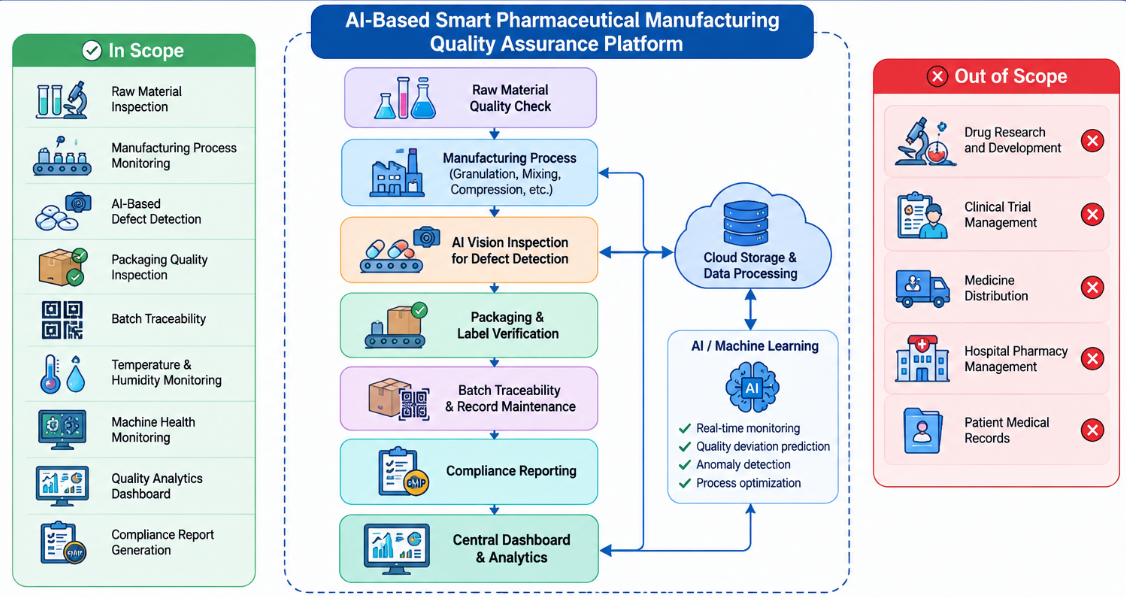 AI-Based Smart Pharmaceutical Manufacturing
Quality Assurance Platform
In Scope
Raw Material
Inspection
Manufacturing Process
Monitoring
AI-Based
Defect Detection
Packaging Quality
Inspection
Batch Traceability
Temperature &
Humidity Monitoring
Machine Health
Monitoring
Quality Analytics
Dashboard
Compliance Report
Generation
GMP
Raw Material
Quality Check
Manufacturing Process
(Granulation, Mixing,
Compression, etc.)
AI Vision Inspection
for Defect Detection
Packaging &
Label Verification
Batch Traceability
& Record Maintenance
GMP
Compliance Reporting
Central Dashboard
& Analytics
Cloud Storage &
Data Processing
AI / Machine Learning
AI
Real-time monitoring
Quality deviation prediction
Anomaly detection
Process optimization
Out of Scope
Drug Research
and Development
Clinical Trial
Management
Medicine
Distribution
Hospital Pharmacy
Management
Patient Medical
Records